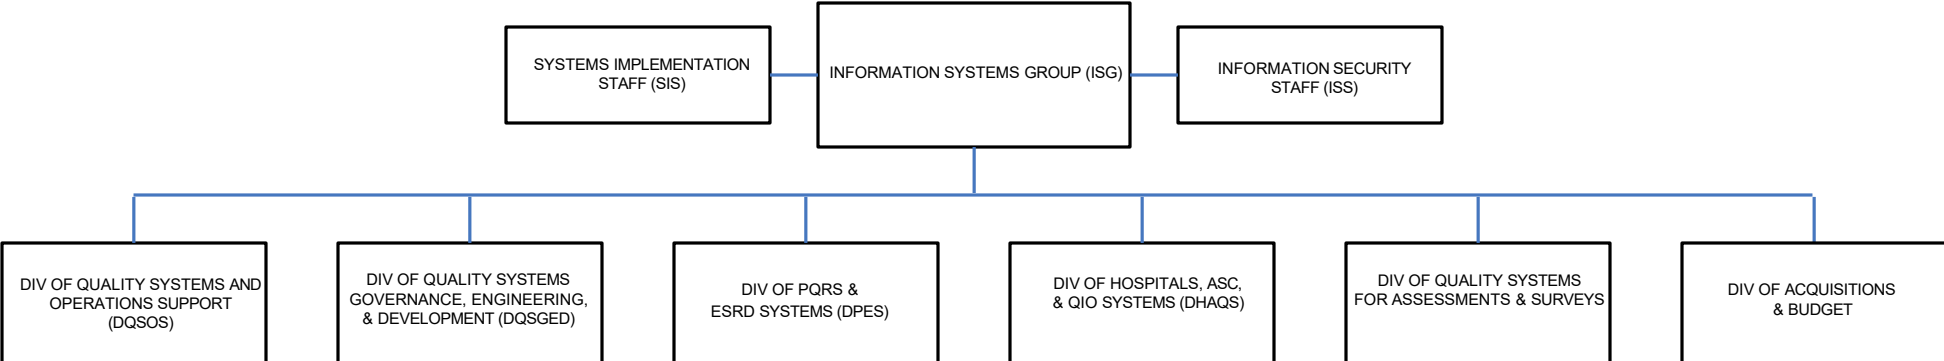 SYSTEMS IMPLEMENTATION
STAFF (SIS)
INFORMATION SYSTEMS GROUP (ISG)
INFORMATION SECURITY
STAFF (ISS)
DIV OF QUALITY SYSTEMS AND
OPERATIONS SUPPORT
(DQSOS)
DIV OF QUALITY SYSTEMS
GOVERNANCE, ENGINEERING,
& DEVELOPMENT (DQSGED)
DIV OF PQRS &
ESRD SYSTEMS (DPES)
DIV OF HOSPITALS, ASC,
& QIO SYSTEMS (DHAQS)
DIV OF QUALITY SYSTEMS
FOR ASSESSMENTS & SURVEYS
DIV OF ACQUISITIONS
& BUDGET